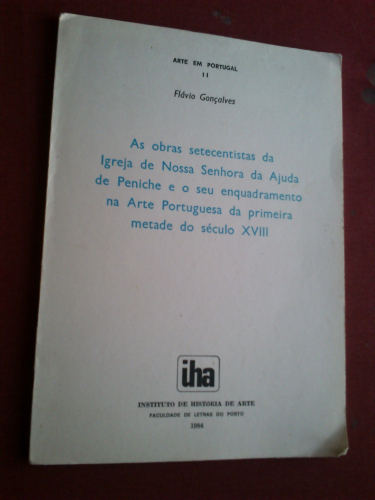 ARTE EM PORTUGAL
11
Flávio Gonçalves
As obras setecentistas da
Igreja de Nossa Senhora da Ajuda
de Peniche e o seu enquadramento
na Arte Portuguesa da primeira
metade do século XVIII
iha
INSTITUTO DE HISTORIA DE ARTE
FACULDADE DE LETRAS DO PORTO